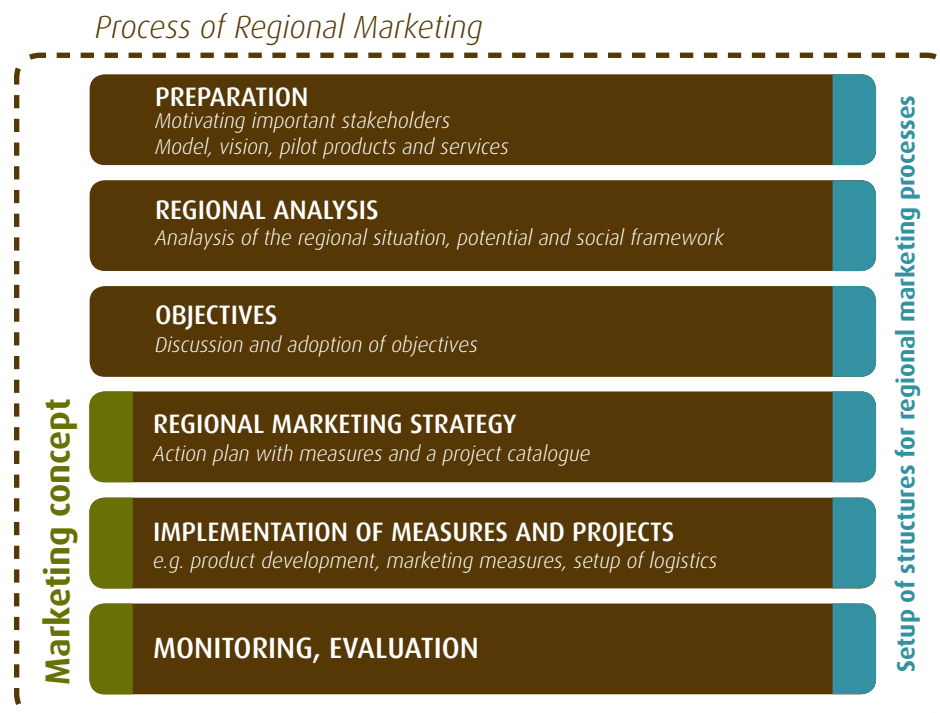 Process of Regional Marketing
PREPARATION
Motivating important stakeholders
Model, vision, pilot products and services
REGIONAL ANALYSIS
Analaysis of the regional situation, potential and social framework
OBJECTIVES
Discussion and adoption of objectives
REGIONAL MARKETING STRATEGY
Action plan with measures and a project catalogue
IMPLEMENTATION OF MEASURES AND PROJECTS
e.g. product development, marketing measures, setup of logistics
MONITORING, EVALUATION
Marketing concept
Setup of structures for regional marketing processes